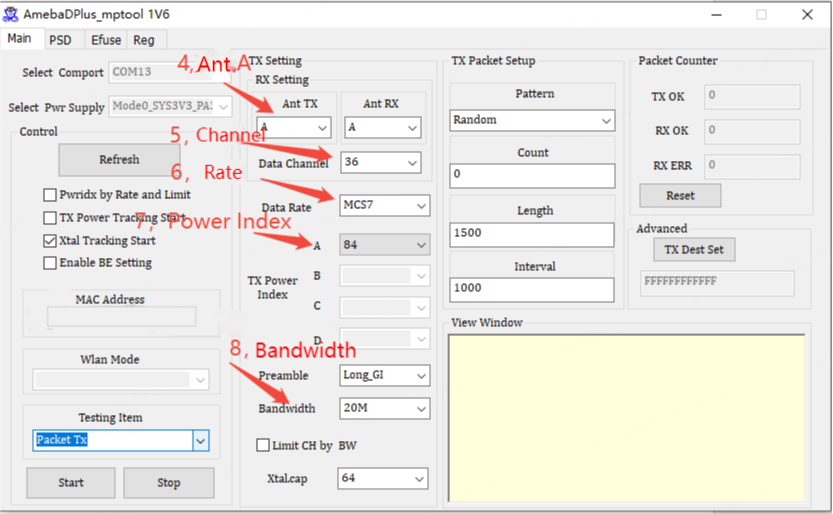 AmebaDPlus_mptool 1V6
Main PSD Efuse Reg
Select Comport COM13
Select Pwr Supply Mode0_SYS3V3_PA3
Control
Refresh
Pwridx by Rate and Limit
TX Power Tracking Start
Xtal Tracking Start
Enable BE Setting
MAC Address
Wlan Mode
Testing Item
Packet Tx
Start Stop
4, Ant.A
TX Setting
RX Setting
Ant TX Ant RX
A A
5, Channel
Data Channel 36
6, Rate
Data Rate MCS7
7, Power Index
A 84
TX Power
Index
B
C
D
8, Bandwidth
Preamble Long_GI
Bandwidth 20M
Limit CH by BW
Xtal.cap 64
TX Packet Setup
Pattern
Random
Count
0
Length
1500
Interval
1000
Packet Counter
TX OK 0
RX OK 0
RX ERR 0
Reset
Advanced
TX Dest Set
FFFFFFFFFFFF
View Window